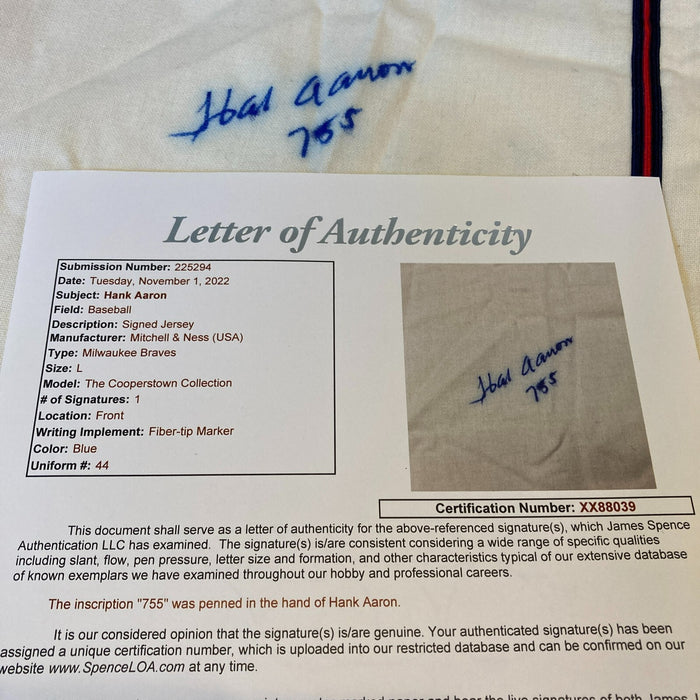 Hal Aaron
755
Letter of Authenticity
Submission Number: 225294
Date: Tuesday, November 1, 2022
Subject: Hank Aaron
Field: Baseball
Description: Signed Jersey
Manufacturer: Mitchell & Ness (USA)
Type: Milwaukee Braves
Size: L
Model: The Cooperstown Collection
# of Signatures: 1
Location: Front
Writing Implement: Fiber-tip Marker
Color: Blue
Uniform #: 44
Hal Aaron
755
Certification Number: XX88039
This document shall serve as a letter of authenticity for the above-referenced signature(s), which James Spence
Authentication LLC has examined. The signature(s) is/are consistent considering a wide range of specific qualities
including slant, flow, pen pressure, letter size and formation, and other characteristics typical of our extensive database
of known exemplars we have examined throughout our hobby and professional careers.
The inscription "755" was penned in the hand of Hank Aaron.
It is our considered opinion that the signature(s) is/are genuine. Your authenticated signature(s) has been
assigned a unique certification number, which is uploaded into our restricted database and can be confirmed on our
website www.SpenceLOA.com at any time.